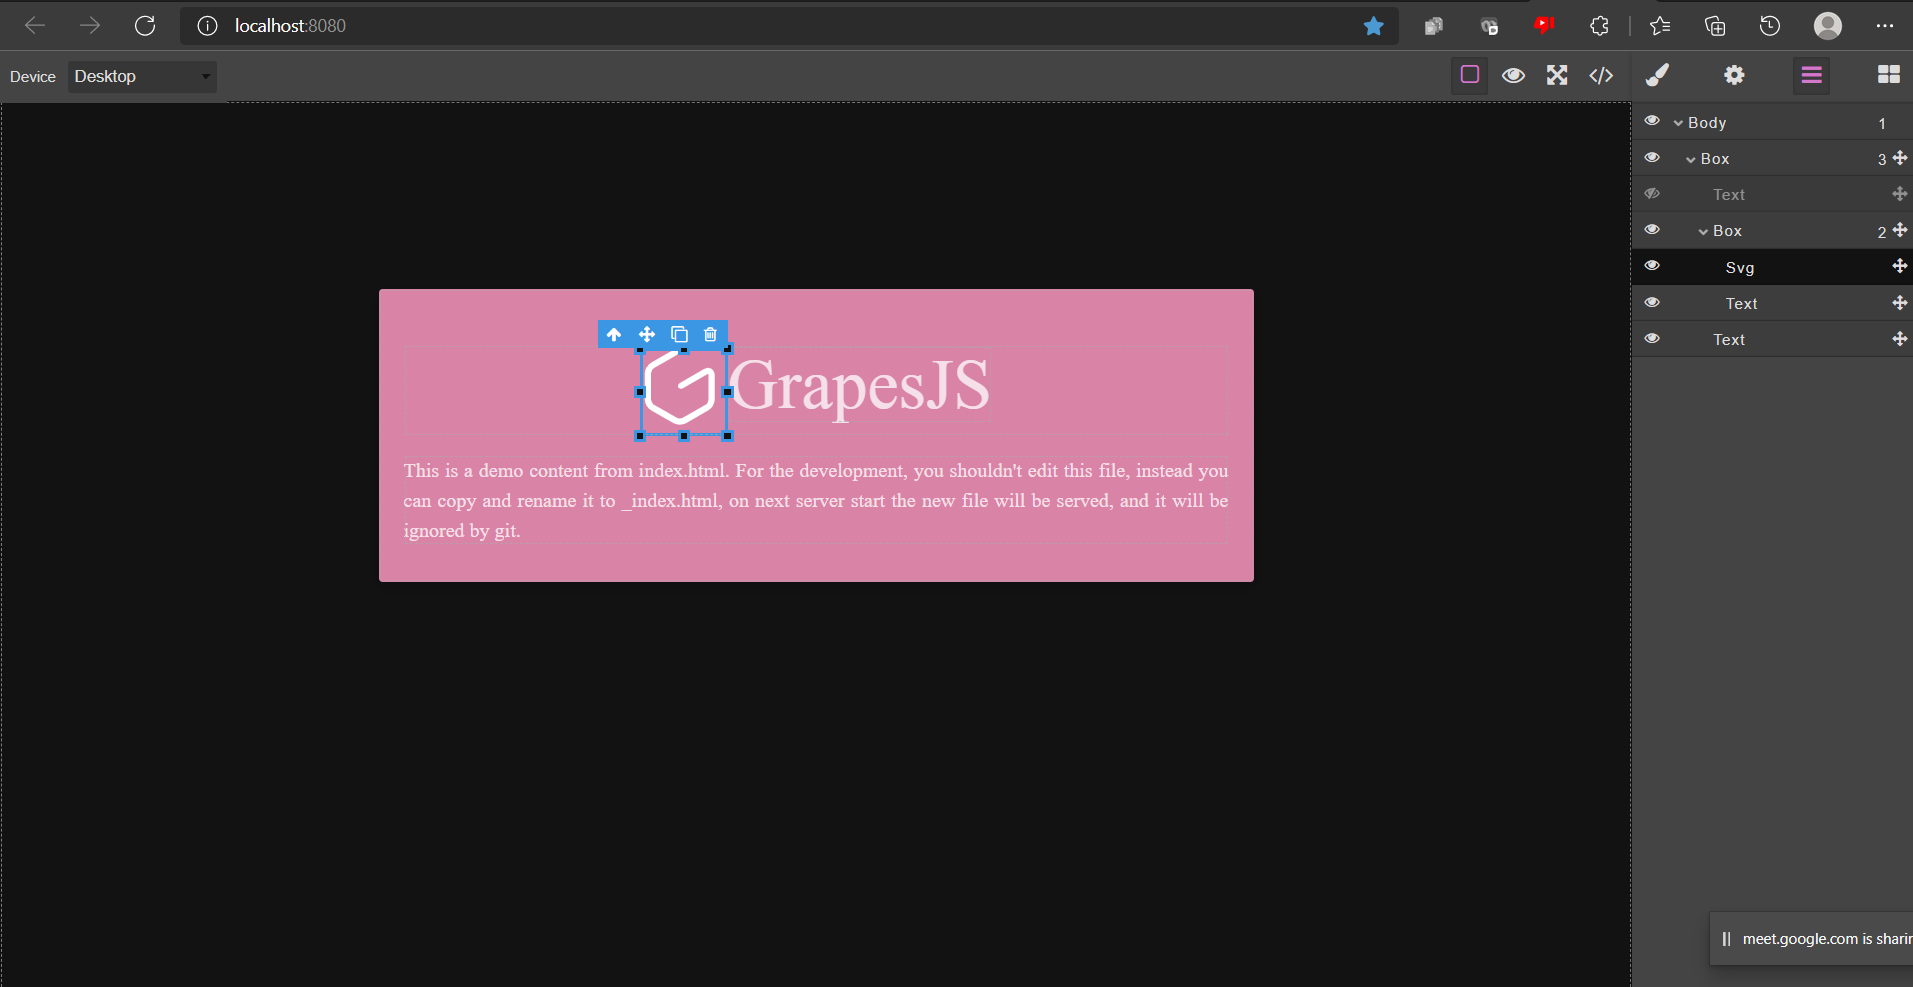 localhost:8080
Device Desktop
Body 1
Box 3
Text
Box 2
Svg
Text
Text
GrapesJS
This is a demo content from index.html. For the development, you shouldn't edit this file, instead you
can copy and rename it to _index.html, on next server start the new file will be served, and it will be
ignored by git.
meet.google.com is sharin